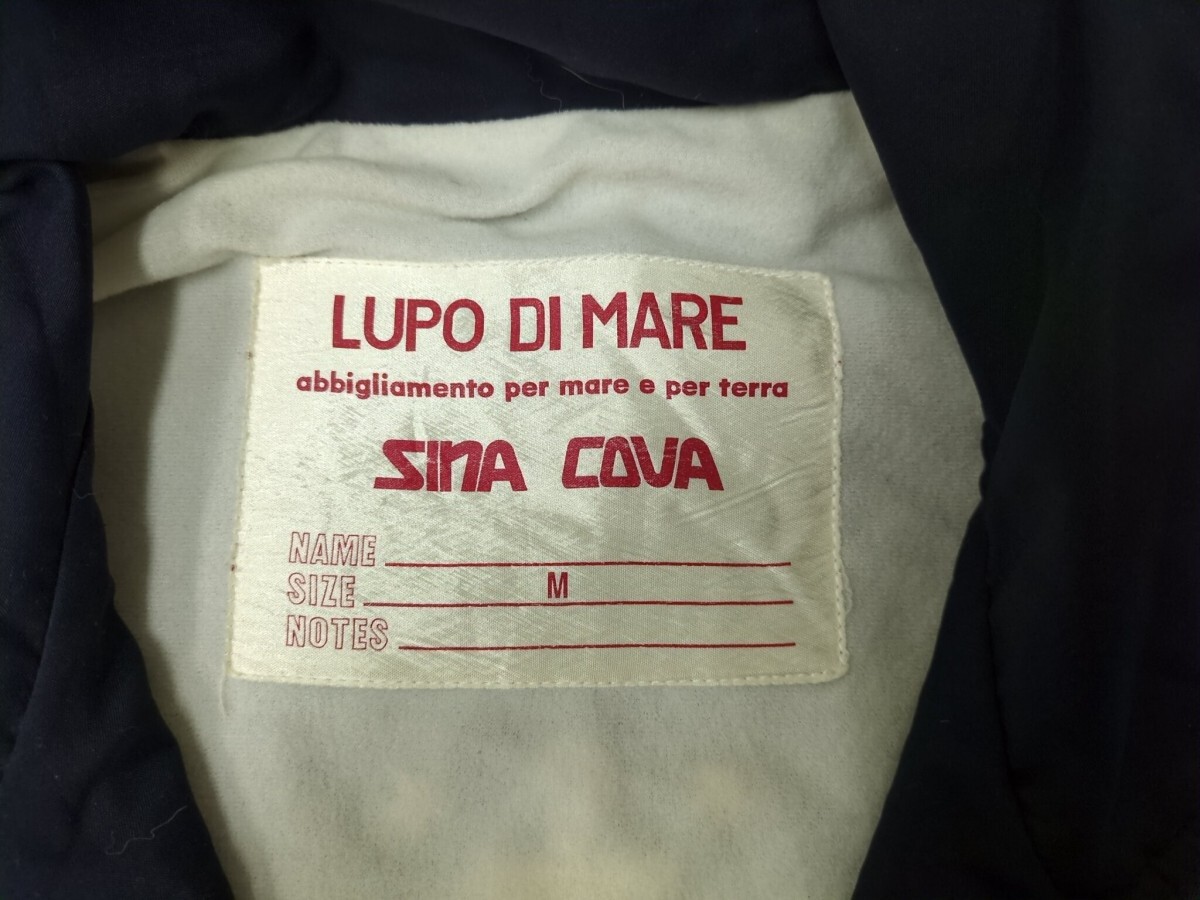 LUPO DI MARE
abbigliamento per mare e per terra
SINA COVA
NAME
SIZE M
NOTES